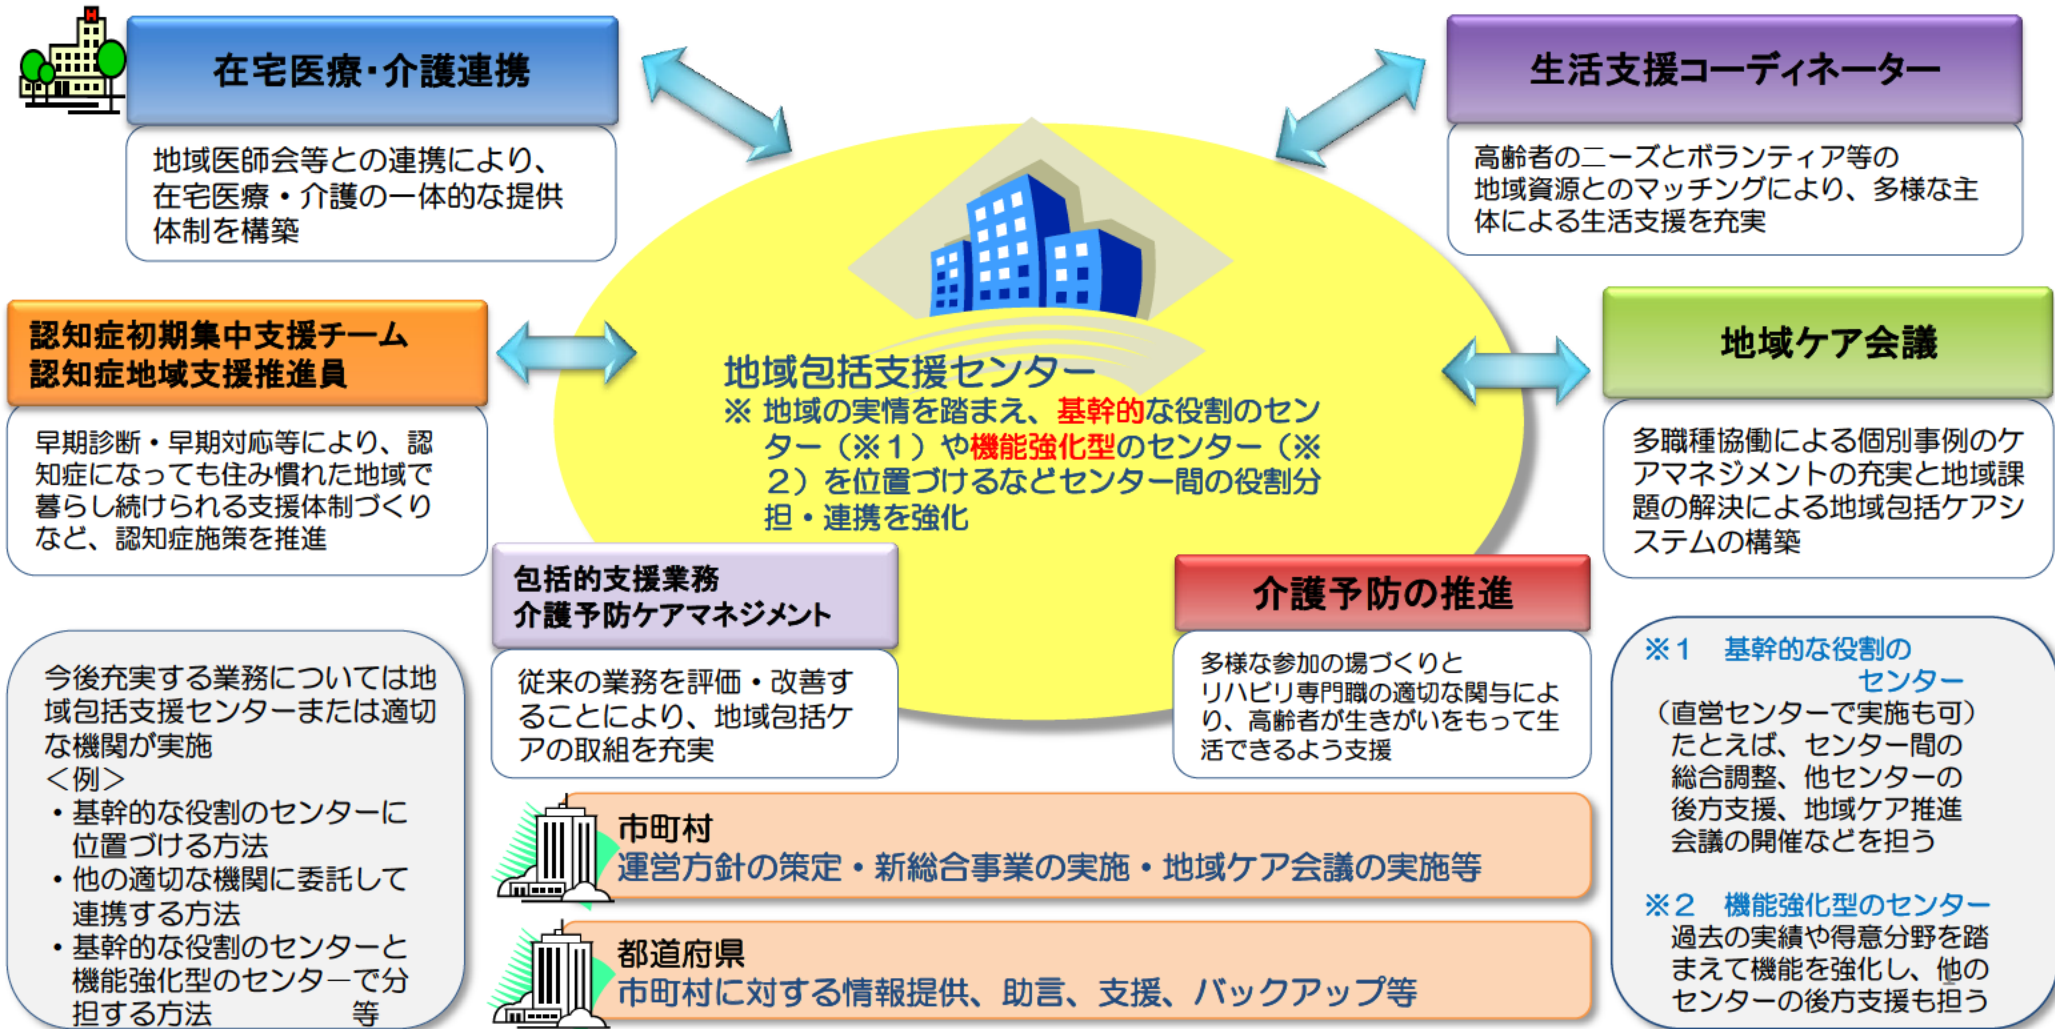 在宅医療・介護連携
地域医師会等との連携により、
在宅医療・介護の一体的な提供
体制を構築
生活支援コーディネーター
高齢者のニーズとボランティア等の
地域資源とのマッチングにより、多様な主
体による生活支援を充実
認知症初期集中支援チーム
認知症地域支援推進員
早期診断・早期対応等により、認
知症になっても住み慣れた地域で
暮らし続けられる支援体制づくり
など、認知症施策を推進
地域包括支援センター
※ 地域の実情を踏まえ、基幹的な役割のセン
ター（※１）や機能強化型のセンター（※
２）を位置づけるなどセンター間の役割分
担・連携を強化
地域ケア会議
多職種協働による個別事例のケ
アマネジメントの充実と地域課
題の解決による地域包括ケアシ
ステムの構築
包括的支援業務
介護予防ケアマネジメント
従来の業務を評価・改善す
ることにより、地域包括ケ
アの取組を充実
介護予防の推進
多様な参加の場づくりと
リハビリ専門職の適切な関与によ
り、高齢者が生きがいをもって生
活できるよう支援
今後充実する業務については地
域包括支援センターまたは適切
な機関が実施
＜例＞
・基幹的な役割のセンターに
位置づける方法
・他の適切な機関に委託して
連携する方法
・基幹的な役割のセンターと
機能強化型のセンターで分
担する方法　　　　　等
市町村
運営方針の策定・新総合事業の実施・地域ケア会議の実施等
都道府県
市町村に対する情報提供、助言、支援、バックアップ等
※１　基幹的な役割の
センター
（直営センターで実施も可）
たとえば、センター間の
総合調整、他センターの
後方支援、地域ケア推進
会議の開催などを担う
※２　機能強化型のセンター
過去の実績や得意分野を踏
まえて機能を強化し、他の
センターの後方支援も担う
H